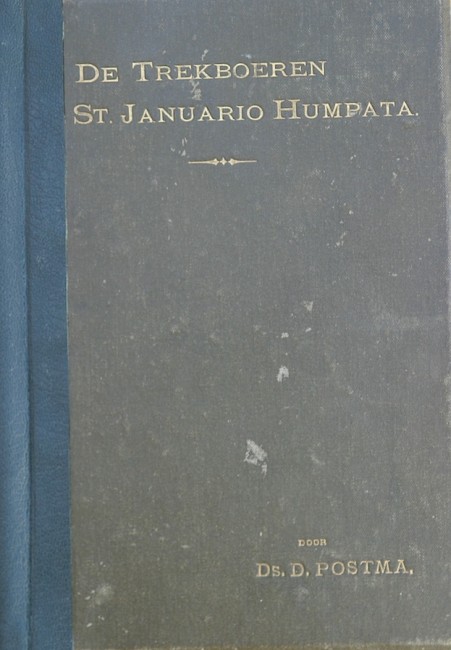 DE TREKBOEREN
ST. JANUARIO HUMPATA.
DOOR
DS. D. POSTMA.